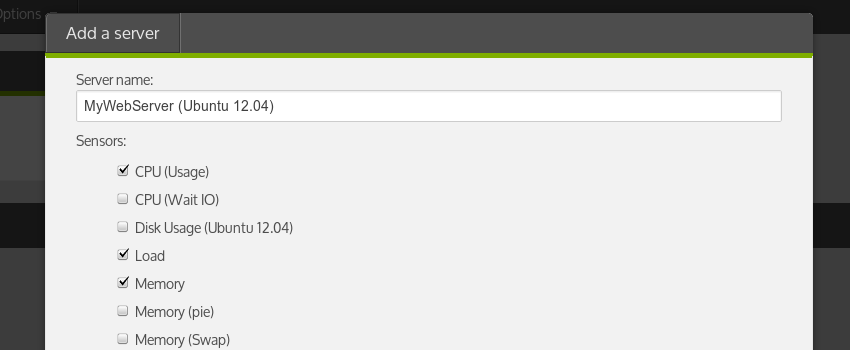 Options
Add a server
Server name:
MyWebServer (Ubuntu 12.04)
Sensors:
CPU (Usage)
CPU (Wait IO)
Disk Usage (Ubuntu 12.04)
Load
Memory
Memory (pie)
Memory (Swap)